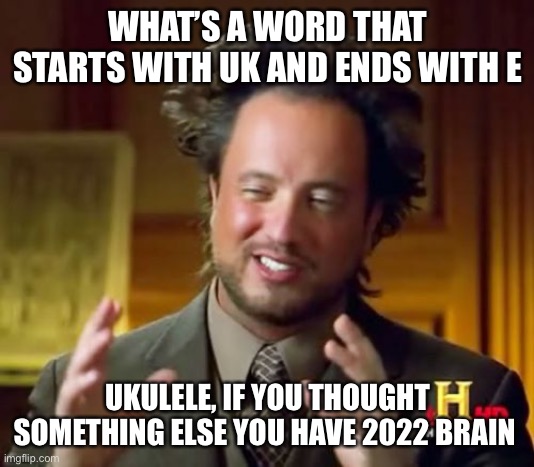 WHAT'S A WORD THAT
STARTS WITH UK AND ENDS WITH E
UKULELE, IF YOU THOUGHT
SOMETHING ELSE YOU HAVE 2022 BRAIN
H
HD
imgflip.com